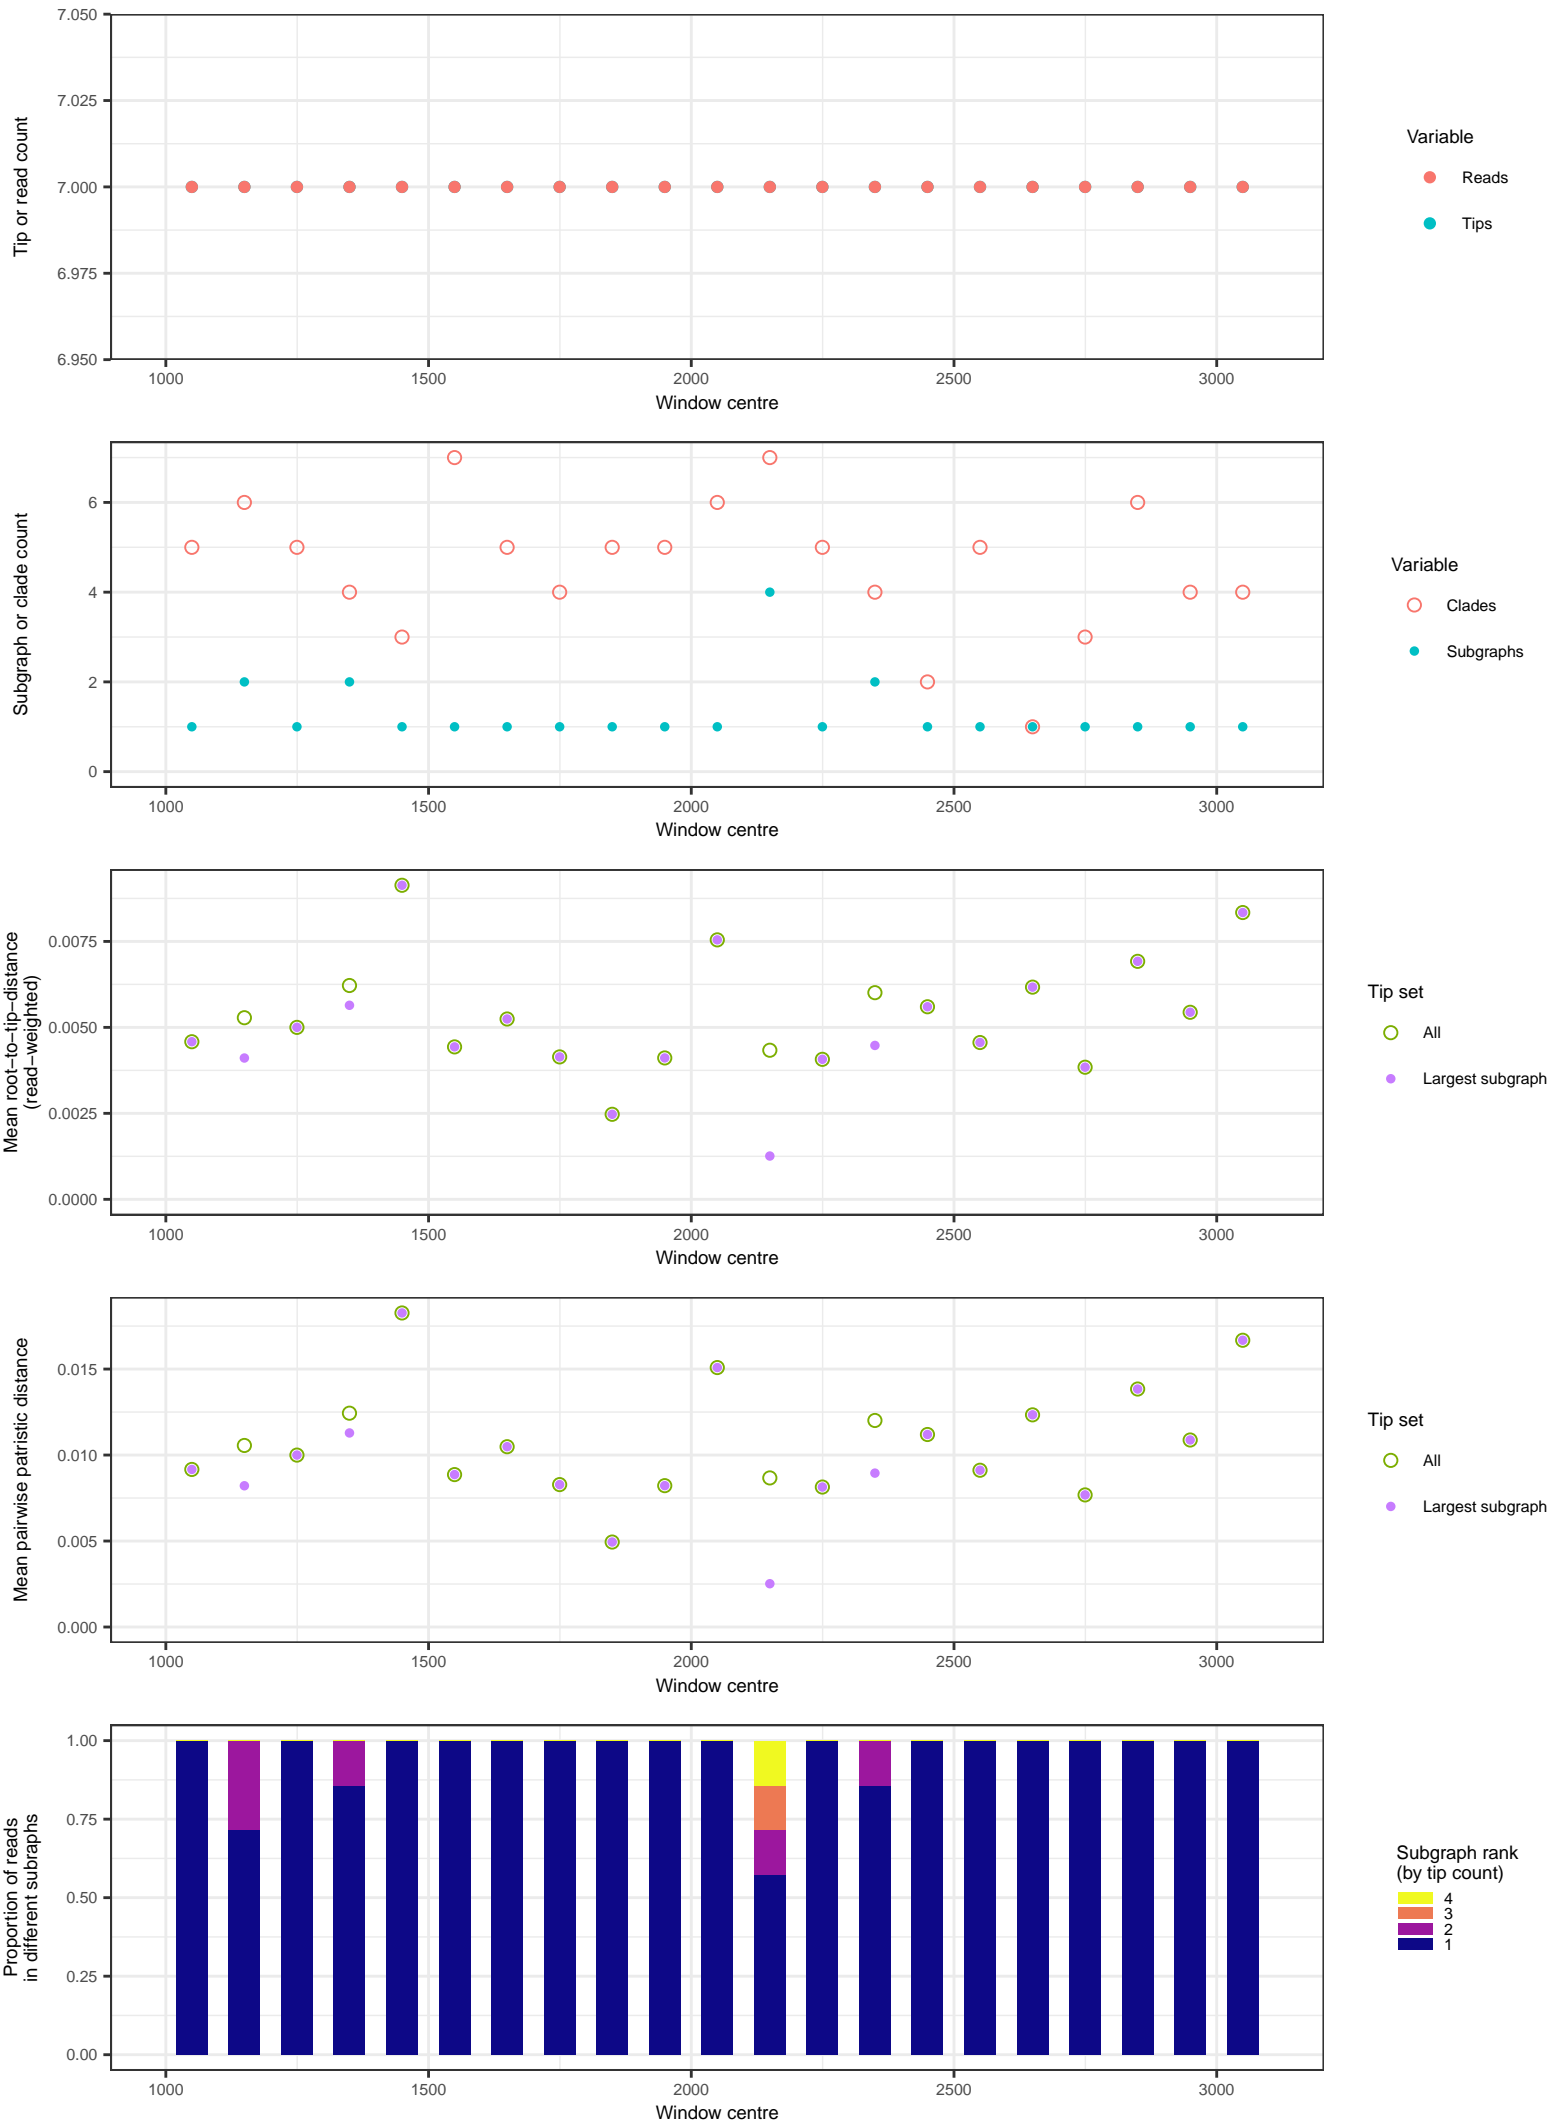 7.050
7.025
7.000
6.975
6.950
Tip or read count
1000 1500 2000 2500 3000
Window centre
Variable
Reads
Tips
6
4
2
0
Subgraph or clade count
1000 1500 2000 2500 3000
Window centre
Variable
Clades
Subgraphs
0.0075
0.0050
0.0025
0.0000
Mean root−to−tip−distance
(read−weighted)
1000 1500 2000 2500 3000
Window centre
Tip set
All
Largest subgraph
0.015
0.010
0.005
0.000
Mean pairwise patristic distance
1000 1500 2000 2500 3000
Window centre
Tip set
All
Largest subgraph
1.00
0.75
0.50
0.25
0.00
Proportion of reads
in different subraphs
1000 1500 2000 2500 3000
Window centre
Subgraph rank
(by tip count)
4
3
2
1